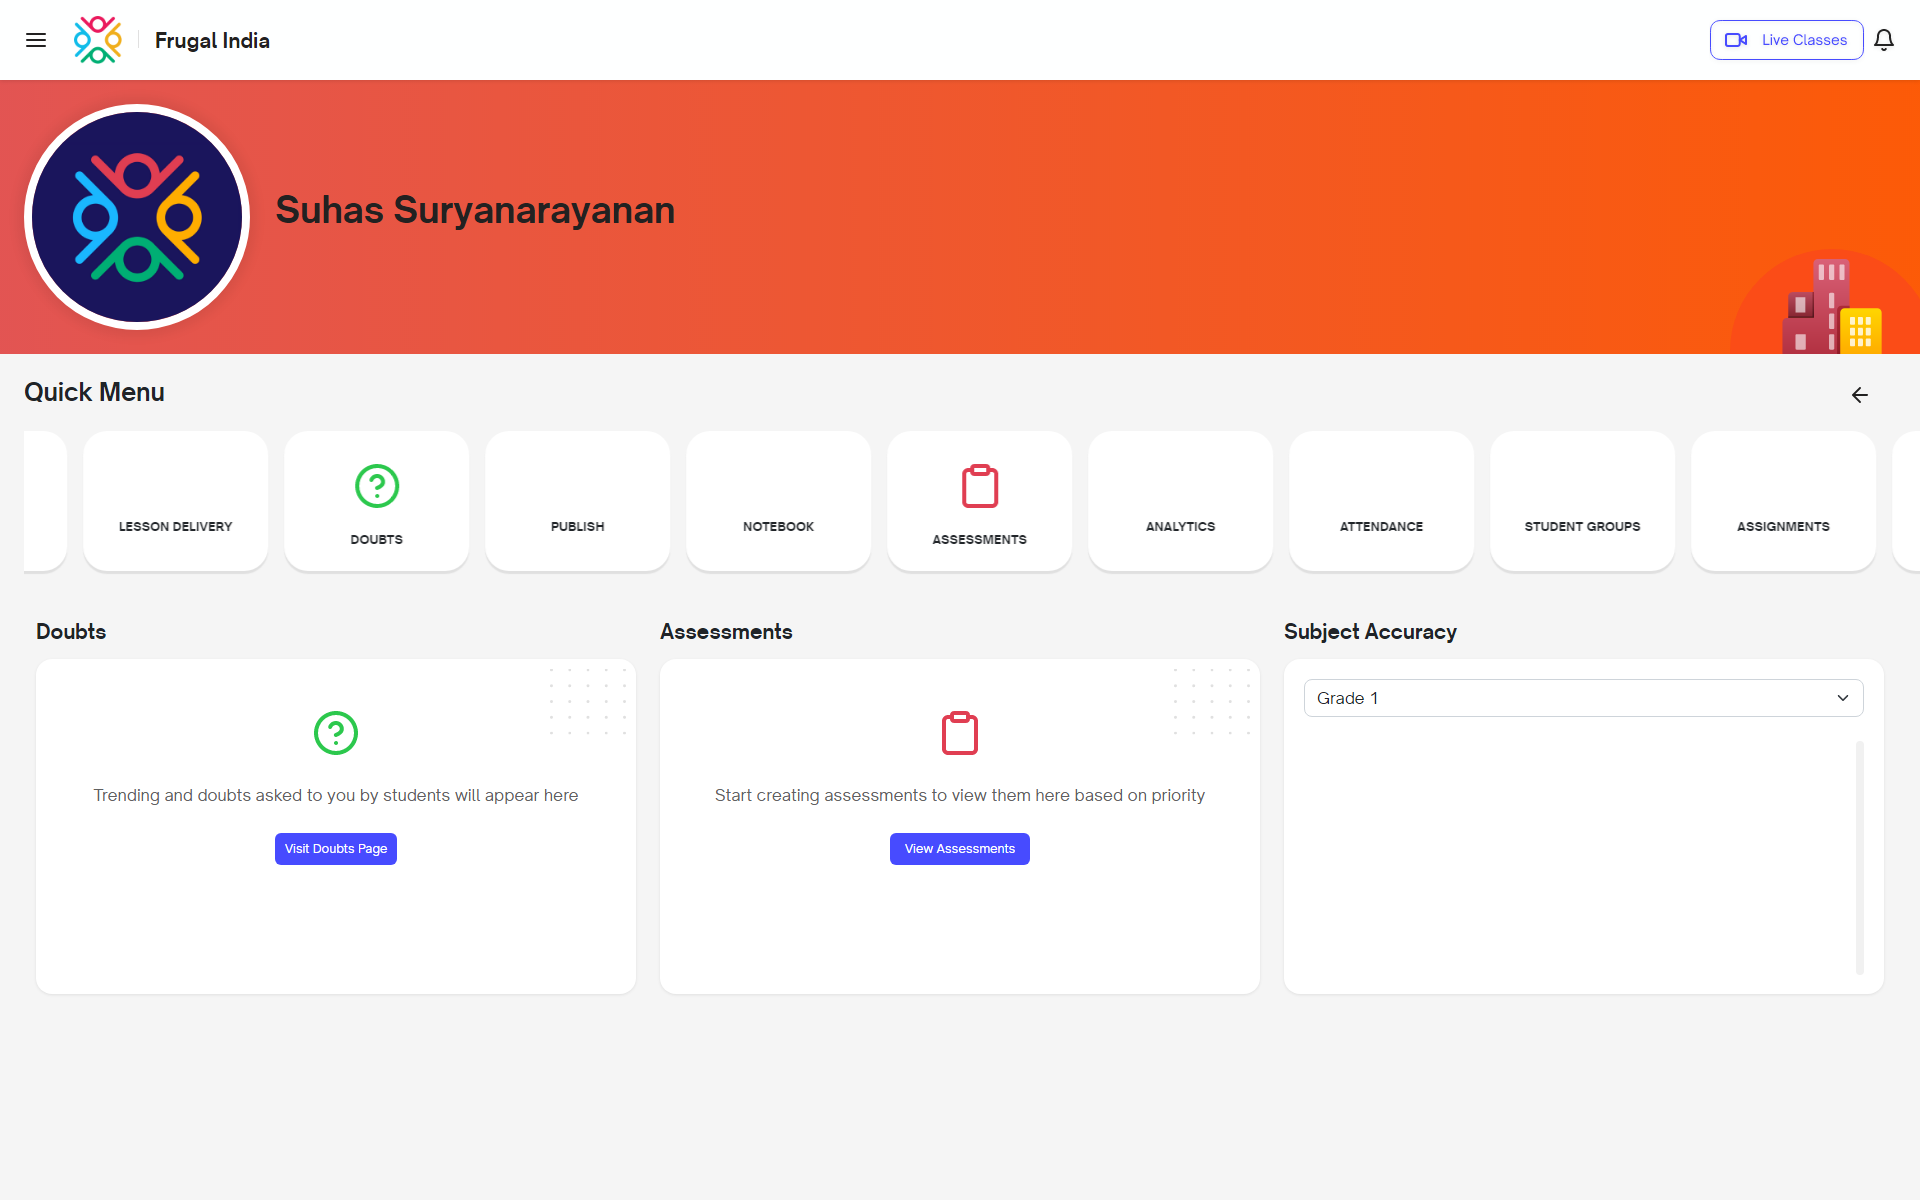 Frugal India
Live Classes
Suhas Suryanarayanan
Quick Menu
LESSON DELIVERY
DOUBTS
PUBLISH
NOTEBOOK
ASSESSMENTS
ANALYTICS
ATTENDANCE
STUDENT GROUPS
ASSIGNMENTS
Doubts
Trending and doubts asked to you by students will appear here
Visit Doubts Page
Assessments
Start creating assessments to view them here based on priority
View Assessments
Subject Accuracy
Grade 1